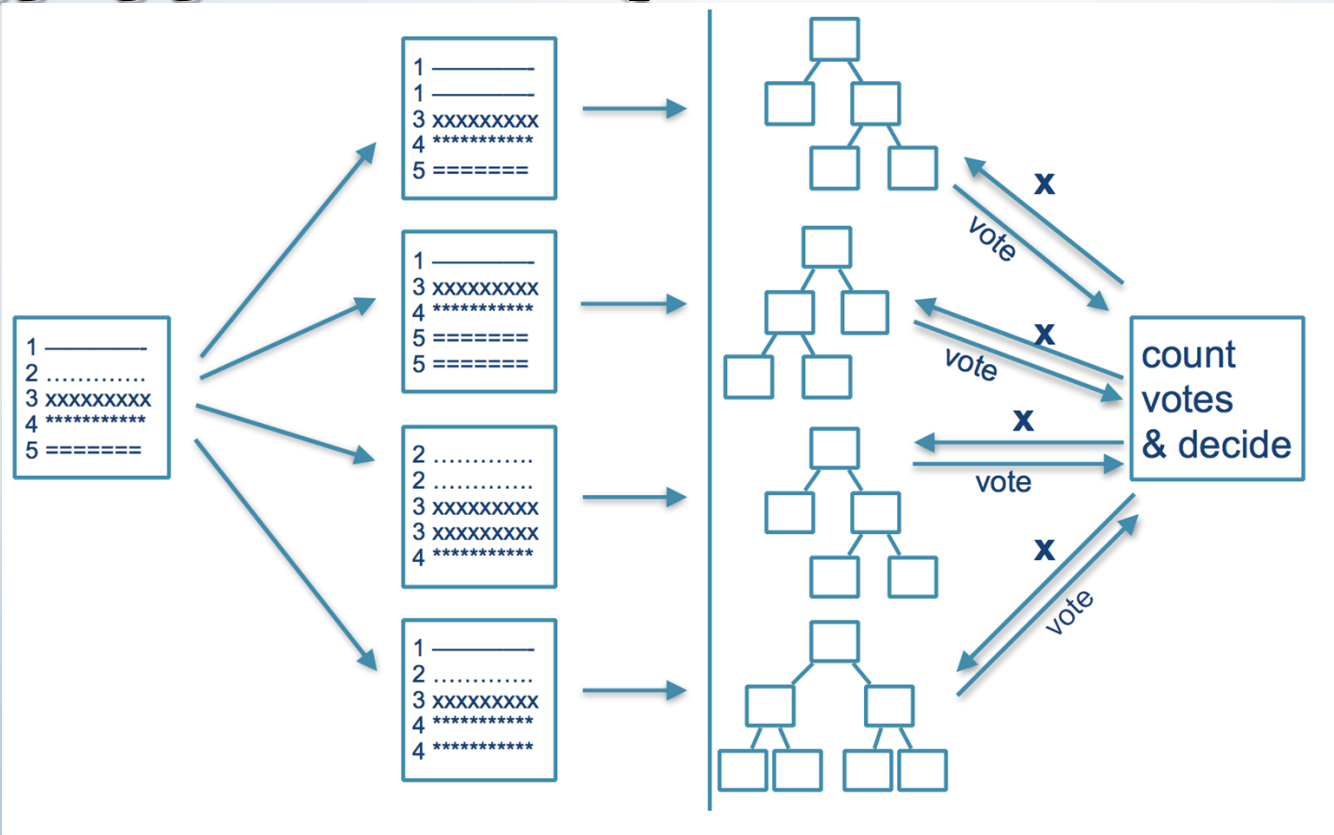 1 —————-
2 ………….
3 xxxxxxxxx
4 ***********
5 =======
1 —————-
1 —————-
3 xxxxxxxxx
4 ***********
5 =======
1 —————-
3 xxxxxxxxx
4 ***********
5 =======
5 =======
2 ………….
2 ………….
3 xxxxxxxxx
3 xxxxxxxxx
4 ***********
1 —————-
2 ………….
3 xxxxxxxxx
4 ***********
4 ***********
x
vote
x
vote
x
vote
x
vote
count
votes
& decide